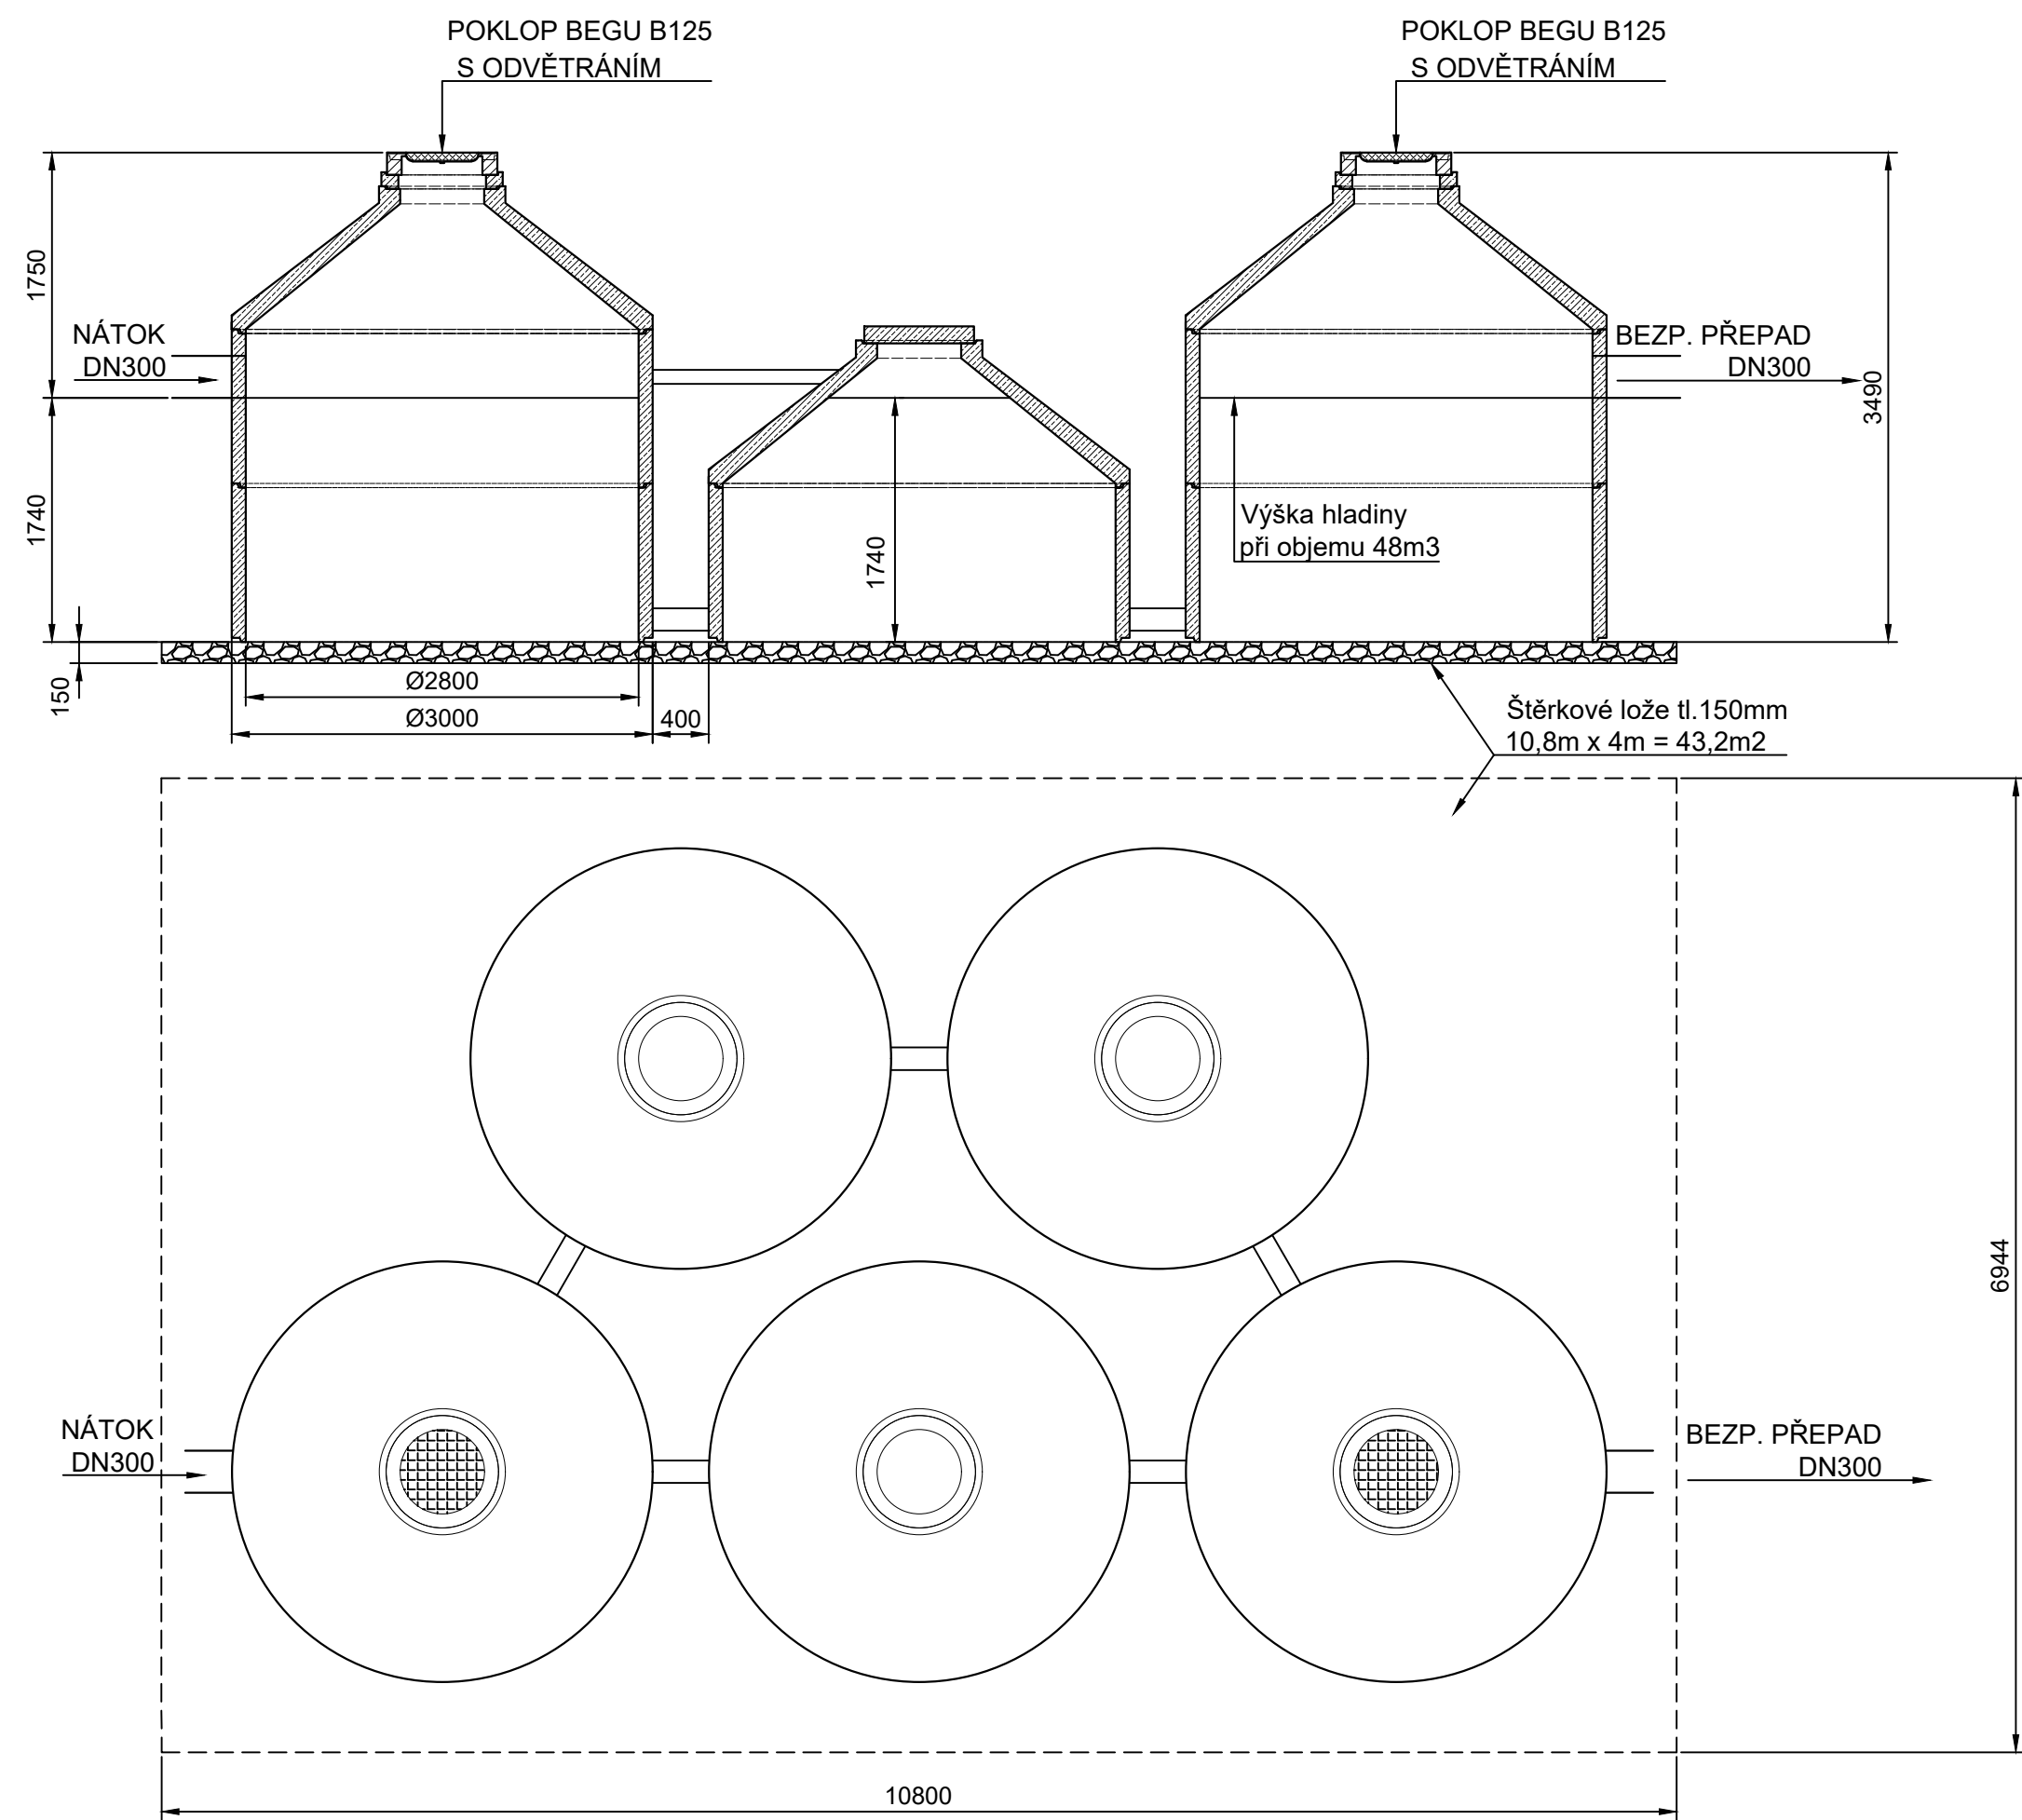 POKLOP BEGU B125
S ODVĚTRÁNÍM
POKLOP BEGU B125
S ODVĚTRÁNÍM
1750
NÁTOK
DN300
BEZP. PŘEPAD
DN300
3490
1740
1740
Výška hladiny
při objemu 48m3
150
Ø2800
Ø3000
400
Štěrkové lože tl.150mm
10,8m x 4m = 43,2m2
6944
NÁTOK
DN300
BEZP. PŘEPAD
DN300
10800